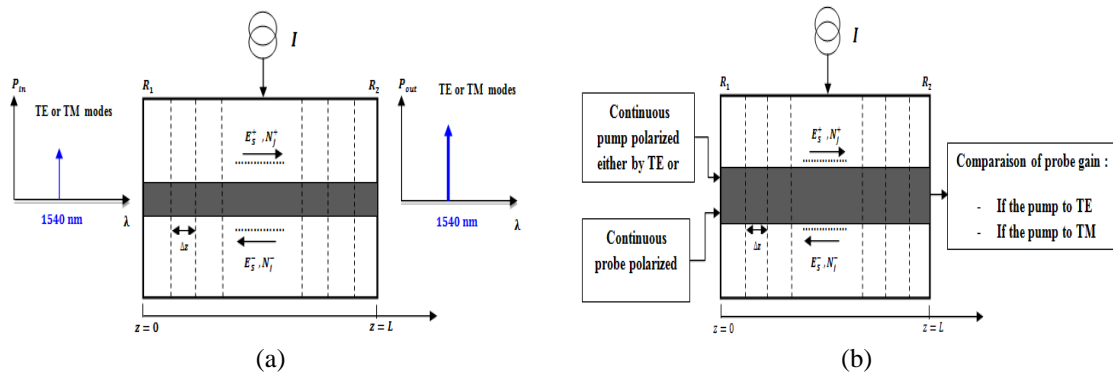 I
P_in
R_1
R_2
P_out
TE or TM modes
TE or TM modes
E_s^+ , N_j^+
1540 nm
λ
Δz
E_s^- , N_j^-
1540 nm
λ
z = 0
z = L
(a)
I
R_1
R_2
Continuous
pump polarized
either by TE or
E_s^+ , N_j^+
Comparaison of probe gain :
- If the pump to TE
- If the pump to TM
Continuous
probe polarized
Δz
E_s^- , N_j^-
z = 0
z = L
(b)